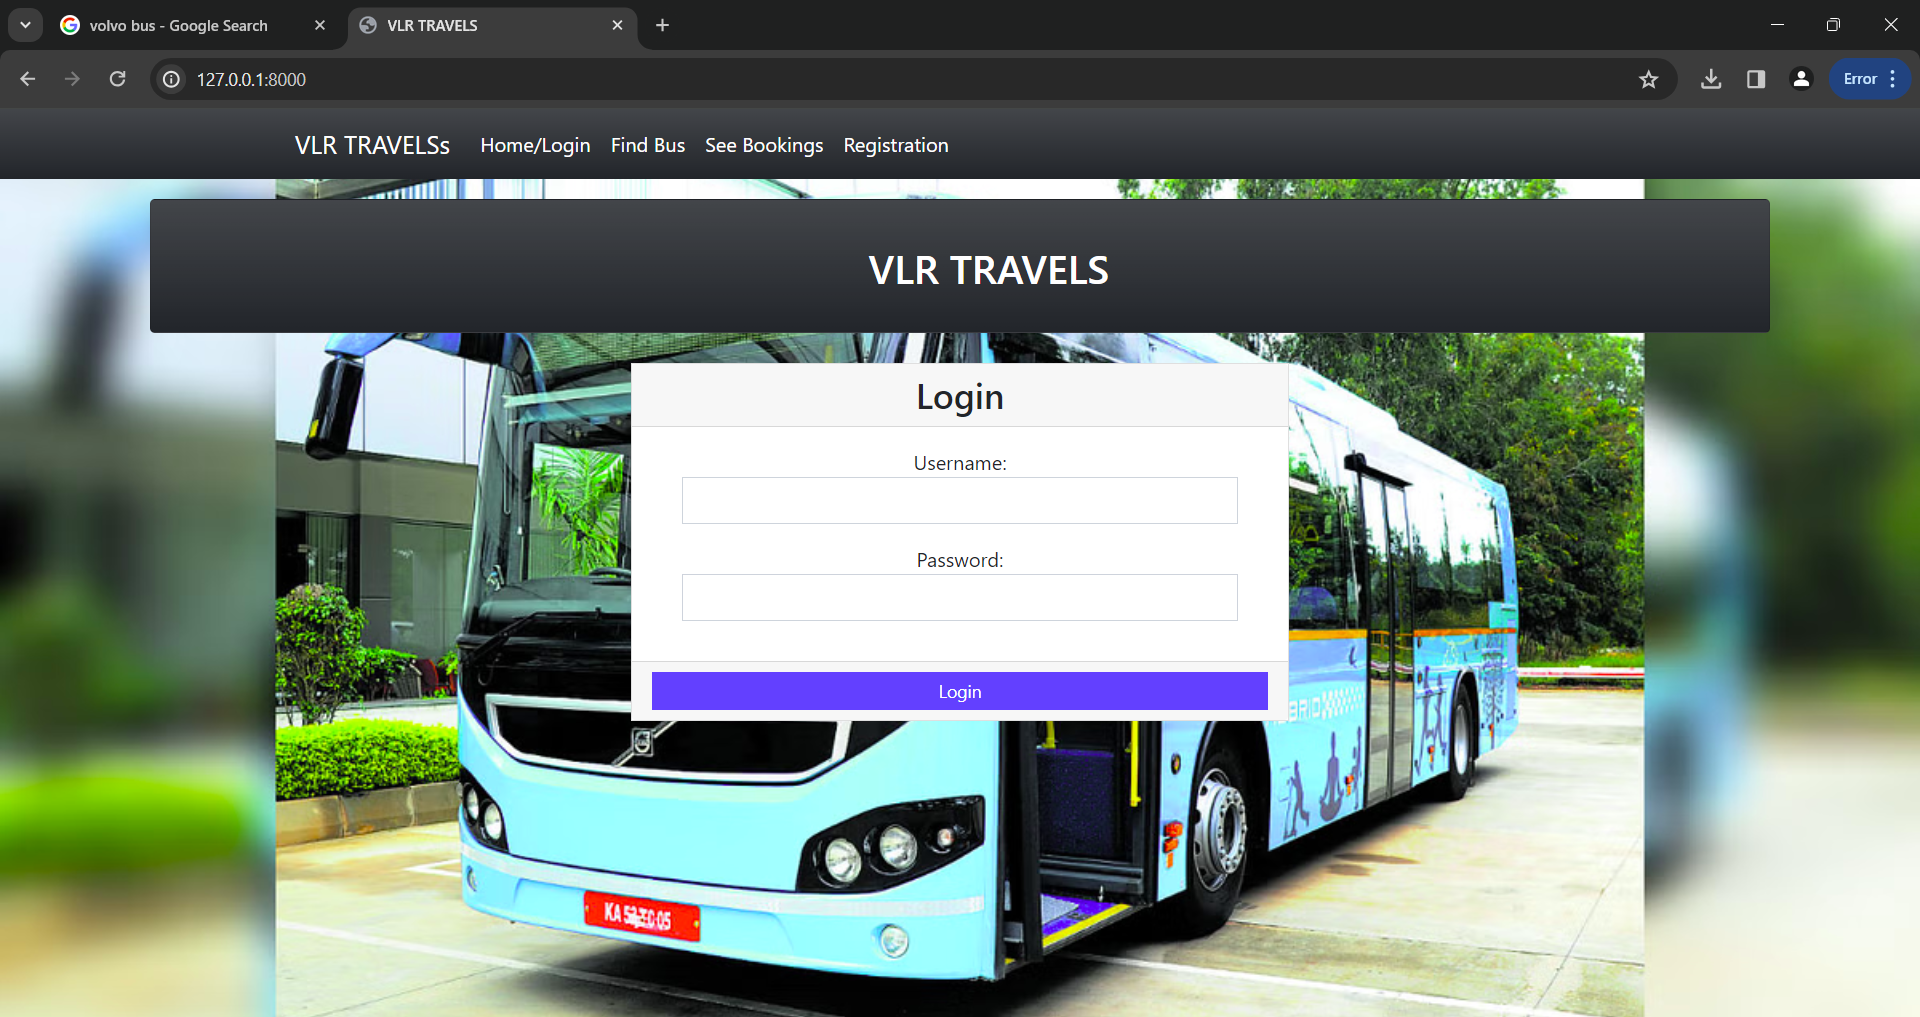 volvo bus - Google Search
VLR TRAVELS
127.0.0.1:8000
Error
VLR TRAVELSs Home/Login Find Bus See Bookings Registration
VLR TRAVELS
Login
Username:
Password:
Login